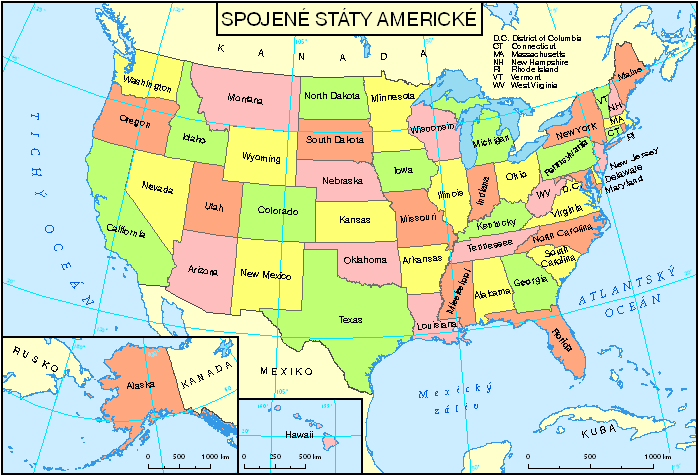 SPOJENÉ STÁTY AMERICKÉ
KANADA
D.C. District of Columbia
CT Connecticut
MA Massachusetts
NH New Hampshire
RI Rhode Island
VT Vermont
WV West Virginia
Washington
Montana
North Dakota
Minnesota
Maine
Oregon
Idaho
South Dakota
Wisconsin
Michigan
New York
VT
NH
MA
CT
RI
Wyoming
Nebraska
Iowa
Pennsylvania
New Jersey
Delaware
Maryland
Nevada
Utah
Colorado
Kansas
Missouri
Illinois
Indiana
Ohio
WV
D.C.
Virginia
Kentucky
California
Arizona
New Mexico
Oklahoma
Arkansas
Tennessee
North Carolina
South Carolina
Texas
Louisiana
Mississippi
Alabama
Georgia
Florida
TICHÝ OCEÁN
ATLANTSKÝ
OCEÁN
MEXIKO
Mexický
záliv
KUBA
RUSKO
Alaska
KANADA
0 500 1000 km
Hawaii
0 250 500 km
0 500 1000 km